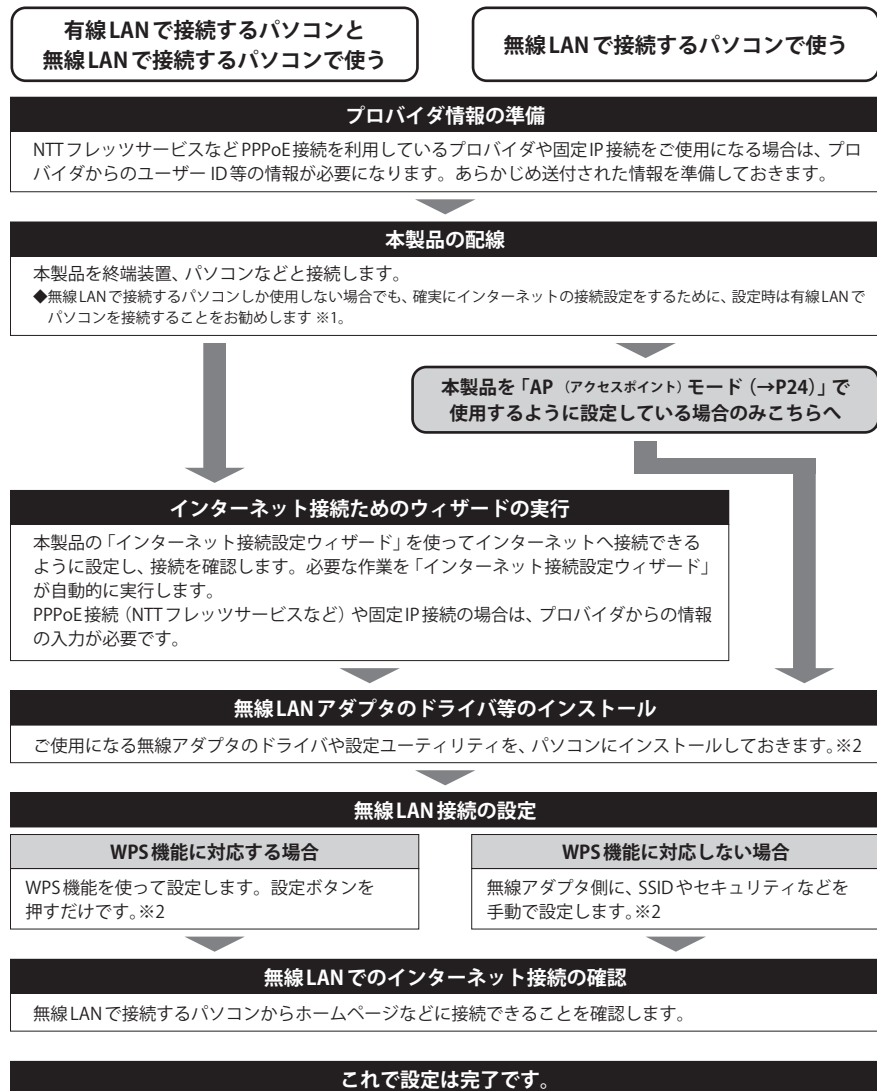 有線LANで接続するパソコンと
無線LANで接続するパソコンで使う
無線LANで接続するパソコンで使う
プロバイダ情報の準備
NTTフレッツサービスなどPPPoE接続を利用しているプロバイダや固定IP接続をご使用になる場合は、プロ
バイダからのユーザーID等の情報が必要になります。あらかじめ送付された情報を準備しておきます。
本製品の配線
本製品を終端装置、パソコンなどと接続します。
◆無線LANで接続するパソコンしか使用しない場合でも、確実にインターネットの接続設定をするために、設定時は有線LANで
パソコンを接続することをお勧めします ※1。
本製品を「AP（アクセスポイント）モード（→P24）」で
使用するように設定している場合のみこちらへ
インターネット接続ためのウィザードの実行
本製品の「インターネット接続設定ウィザード」を使ってインターネットへ接続できる
ように設定し、接続を確認します。必要な作業を「インターネット接続設定ウィザード」
が自動的に実行します。
PPPoE接続（NTTフレッツサービスなど）や固定IP接続の場合は、プロバイダからの情報
の入力が必要です。
無線LANアダプタのドライバ等のインストール
ご使用になる無線アダプタのドライバや設定ユーティリティを、パソコンにインストールしておきます。※2
無線LAN接続の設定
WPS機能に対応する場合
WPS機能を使って設定します。設定ボタンを
押すだけです。※2
WPS機能に対応しない場合
無線アダプタ側に、SSIDやセキュリティなどを
手動で設定します。※2
無線LANでのインターネット接続の確認
無線LANで接続するパソコンからホームページなどに接続できることを確認します。
これで設定は完了です。